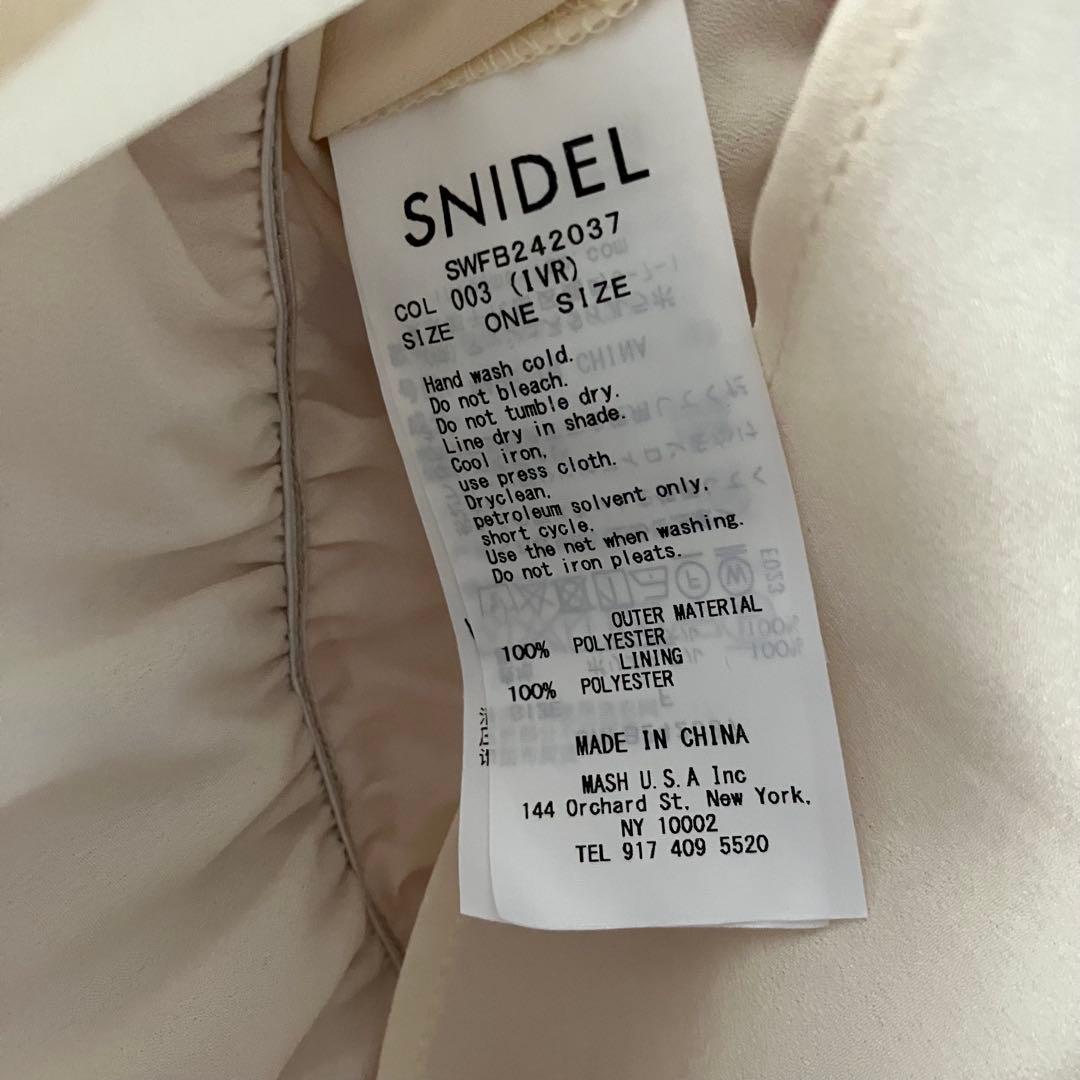 SNIDEL
SWFB242037
COL 003 (IVR)
SIZE ONE SIZE
Hand wash cold.
Do not bleach.
Do not tumble dry.
Line dry in shade.
Cool iron,
use press cloth.
Dryclean,
petroleum solvent only,
short cycle.
Use the net when washing.
Do not iron pleats.
OUTER MATERIAL
100% POLYESTER
LINING
100% POLYESTER
MADE IN CHINA
MASH U.S.A Inc
144 Orchard St. New York,
NY 10002
TEL 917 409 5520